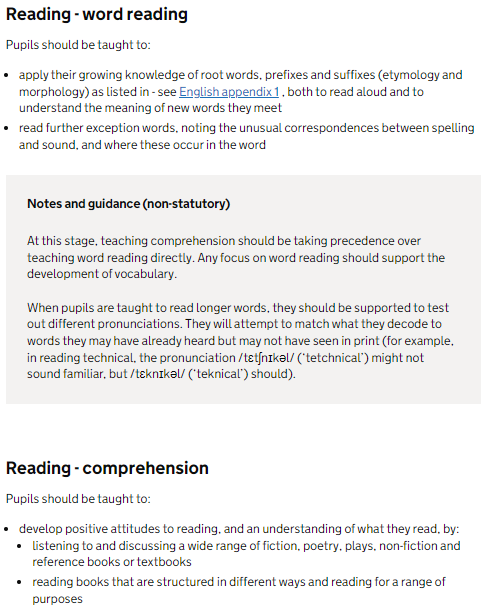 Reading - word reading
Pupils should be taught to:
• apply their growing knowledge of root words, prefixes and suffixes (etymology and
morphology) as listed in - see English appendix 1 , both to read aloud and to
understand the meaning of new words they meet
• read further exception words, noting the unusual correspondences between spelling
and sound, and where these occur in the word
Notes and guidance (non-statutory)
At this stage, teaching comprehension should be taking precedence over
teaching word reading directly. Any focus on word reading should support the
development of vocabulary.
When pupils are taught to read longer words, they should be supported to test
out different pronunciations. They will attempt to match what they decode to
words they may have already heard but may not have seen in print (for example,
in reading technical, the pronunciation /tɛtʃnɪkəl/ (‘tetchnical’) might not
sound familiar, but /tɛknɪkəl/ (‘teknical’) should).
Reading - comprehension
Pupils should be taught to:
• develop positive attitudes to reading, and an understanding of what they read, by:
• listening to and discussing a wide range of fiction, poetry, plays, non-fiction and
reference books or textbooks
• reading books that are structured in different ways and reading for a range of
purposes